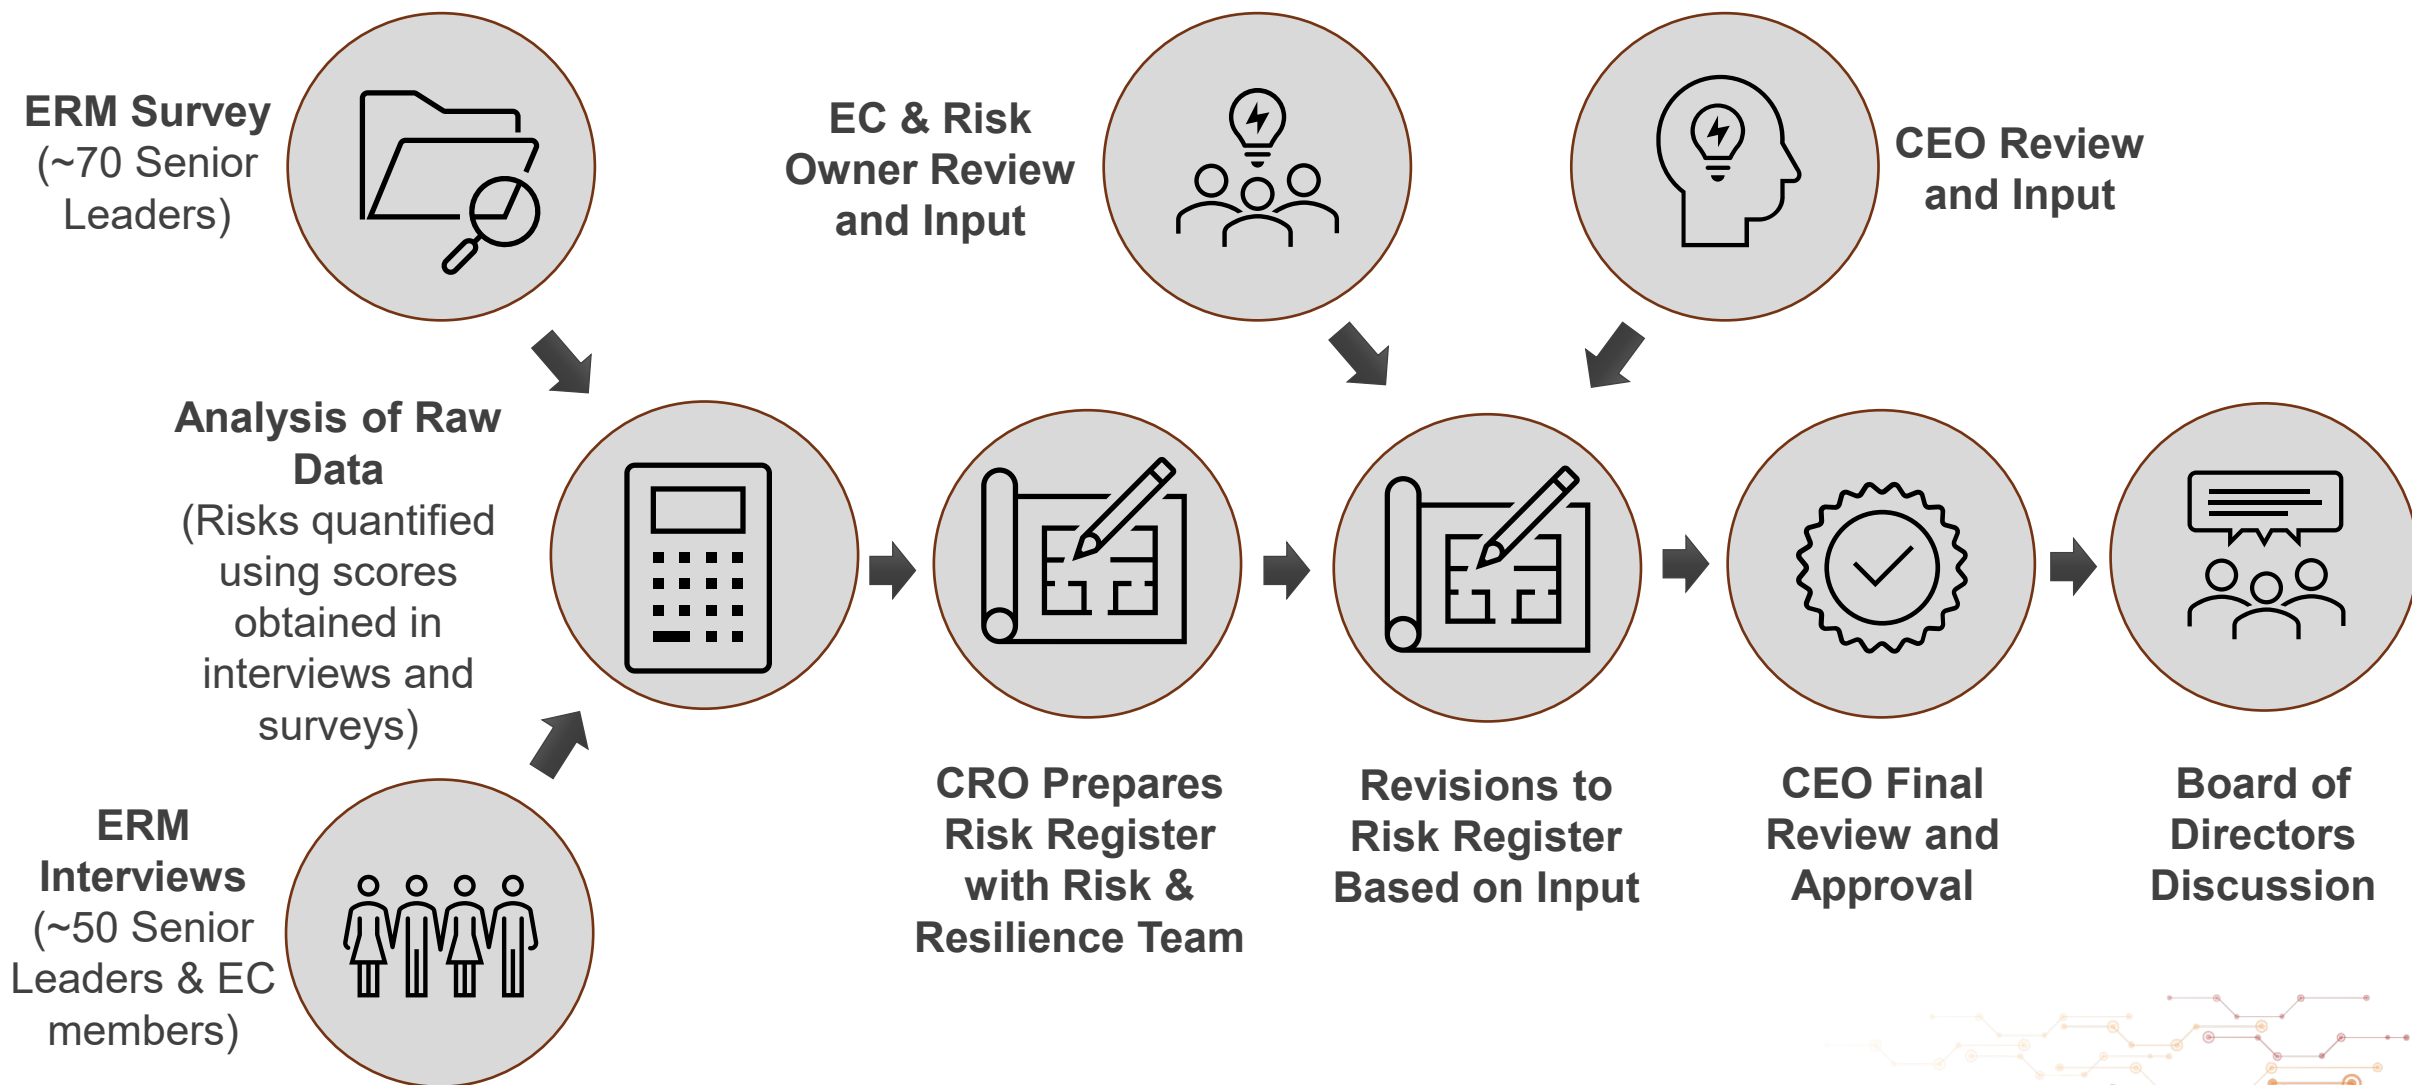 ERM Survey
(~70 Senior
Leaders)
EC & Risk
Owner Review
and Input
CEO Review
and Input
Analysis of Raw
Data
(Risks quantified
using scores
obtained in
interviews and
surveys)
ERM
Interviews
(~50 Senior
Leaders & EC
members)
CRO Prepares
Risk Register
with Risk &
Resilience Team
Revisions to
Risk Register
Based on Input
CEO Final
Review and
Approval
Board of
Directors
Discussion